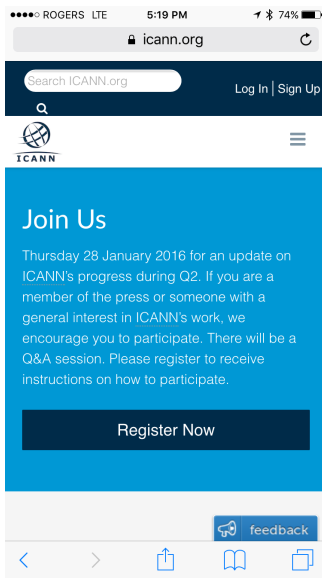 ROGERS LTE 5:19 PM 74%
icann.org
Search ICANN.org
Log In | Sign Up
ICANN
Join Us
Thursday 28 January 2016 for an update on
ICANN's progress during Q2. If you are a
member of the press or someone with a
general interest in ICANN's work, we
encourage you to participate. There will be a
Q&A session. Please register to receive
instructions on how to participate.
Register Now
feedback